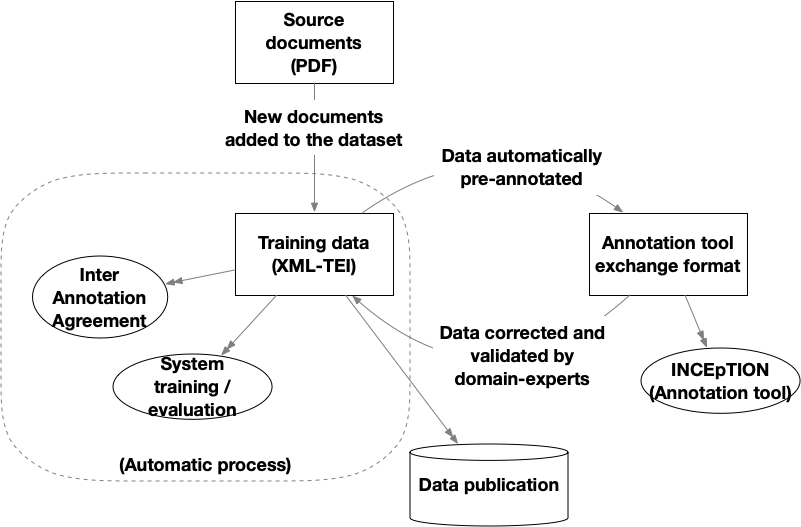 Source
documents
(PDF)
New documents
added to the dataset
Data automatically
pre-annotated
Training data
(XML-TEI)
Annotation tool
exchange format
Inter
Annotation
Agreement
Data corrected and
validated by
domain-experts
System
training /
evaluation
INCEpTION
(Annotation tool)
(Automatic process)
Data publication